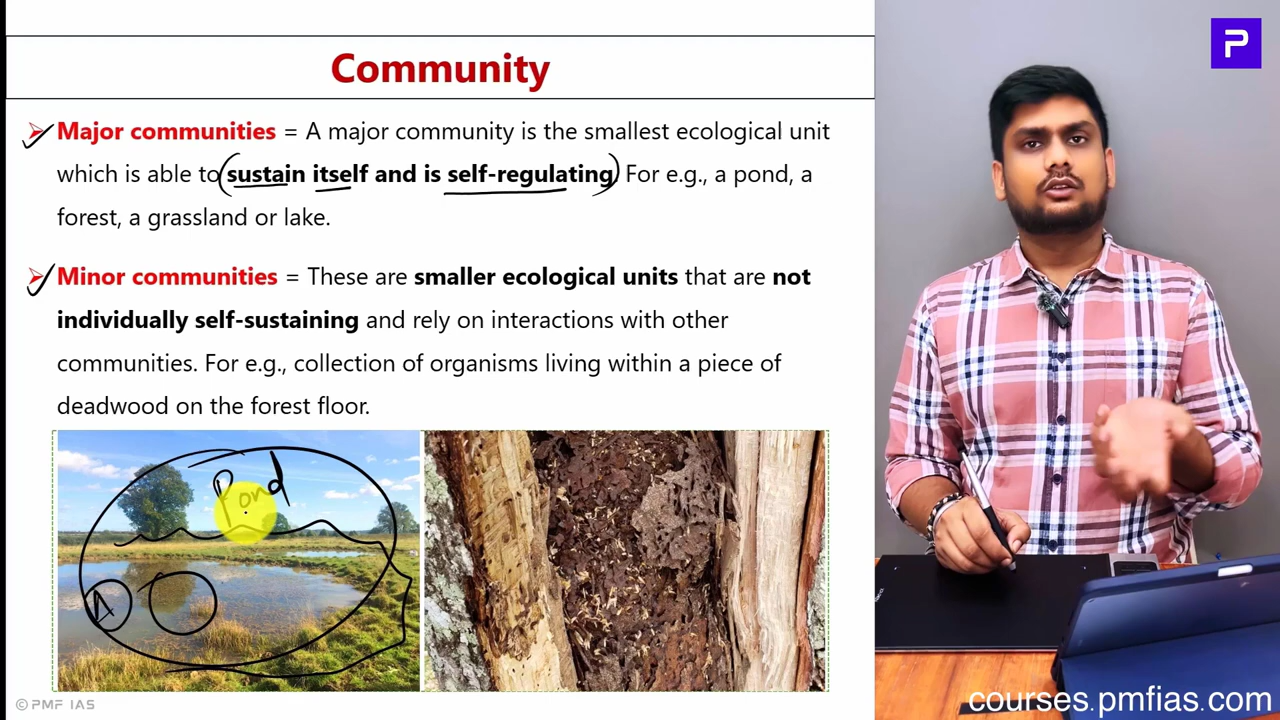 Community
P
Major communities = A major community is the smallest ecological unit
which is able to (sustain itself and is self-regulating) For e.g., a pond, a
forest, a grassland or lake.
Minor communities = These are smaller ecological units that are not
individually self-sustaining and rely on interactions with other
communities. For e.g., collection of organisms living within a piece of
deadwood on the forest floor.
Pond
A
© PMF IAS
courses.pmfias.com